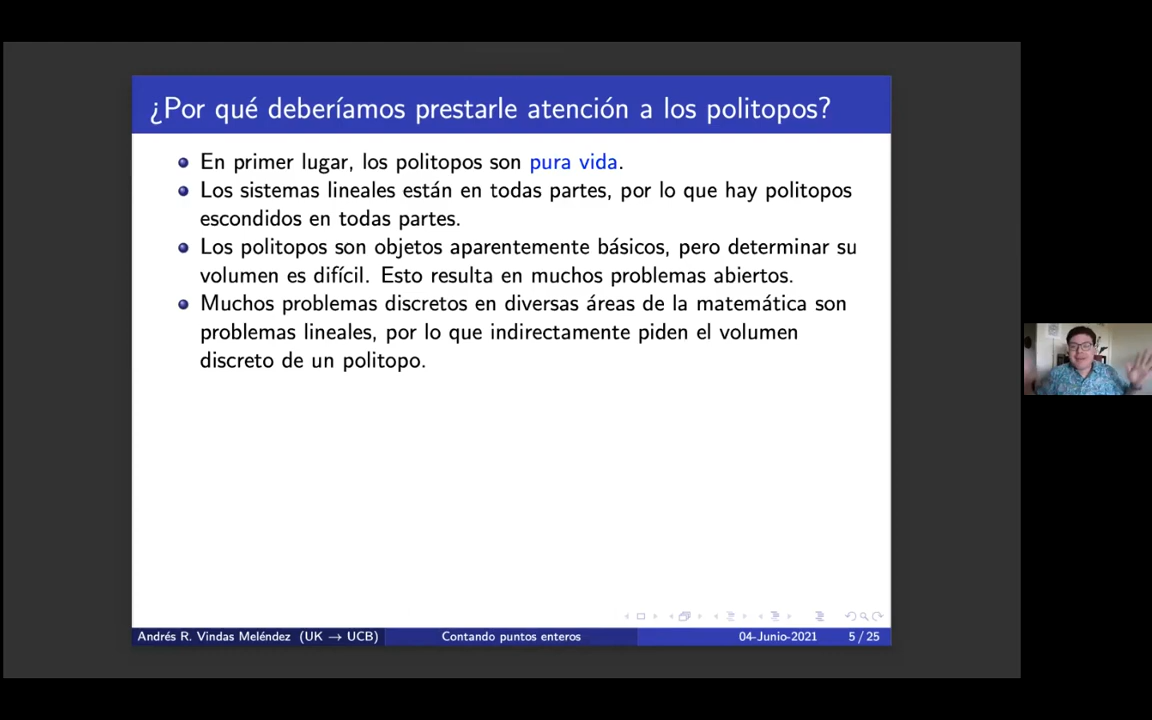 ¿Por qué deberíamos prestarle atención a los politopos?
En primer lugar, los politopos son pura vida.
Los sistemas lineales están en todas partes, por lo que hay politopos
escondidos en todas partes.
Los politopos son objetos aparentemente básicos, pero determinar su
volumen es difícil. Esto resulta en muchos problemas abiertos.
Muchos problemas discretos en diversas áreas de la matemática son
problemas lineales, por lo que indirectamente piden el volumen
discreto de un politopo.
Andrés R. Vindas Meléndez (UK → UCB) Contando puntos enteros 04-Junio-2021 5 / 25